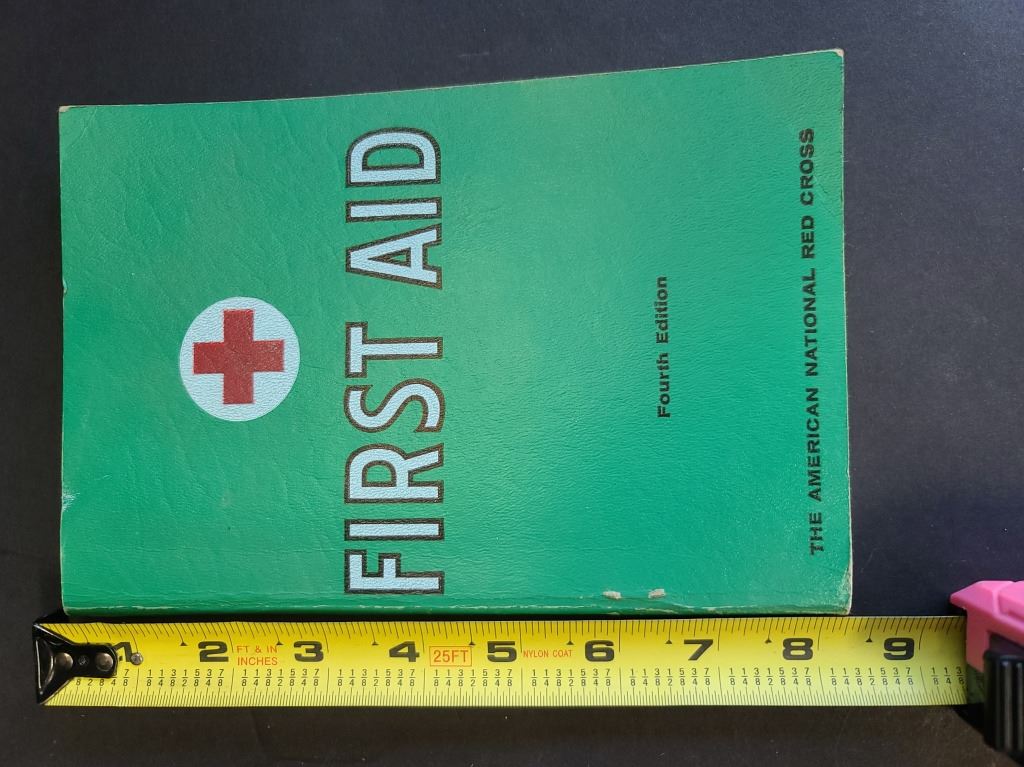 FIRST AID
Fourth Edition
THE AMERICAN NATIONAL RED CROSS
1 2 3 4 5 6 7 8 9
FT & IN
INCHES
25FT
NYLON COAT